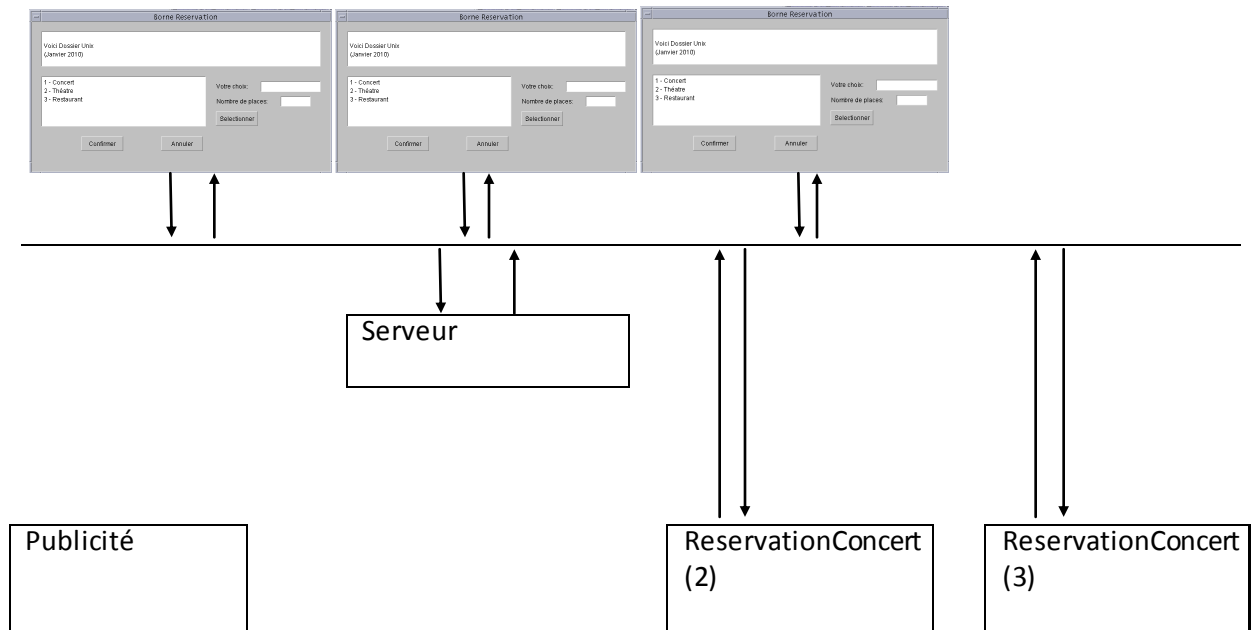 Borne Reservation
Voici Dossier Unix
(Janvier 2010)
1 - Concert
2 - Théatre
3 - Restaurant
Votre choix:
Nombre de places:
Selectionner
Confirmer
Annuler
Borne Reservation
Voici Dossier Unix
(Janvier 2010)
1 - Concert
2 - Théatre
3 - Restaurant
Votre choix:
Nombre de places:
Selectionner
Confirmer
Annuler
Borne Reservation
Voici Dossier Unix
(Janvier 2010)
1 - Concert
2 - Théatre
3 - Restaurant
Votre choix:
Nombre de places:
Selectionner
Confirmer
Annuler
Serveur
Publicité
ReservationConcert
(2)
ReservationConcert
(3)